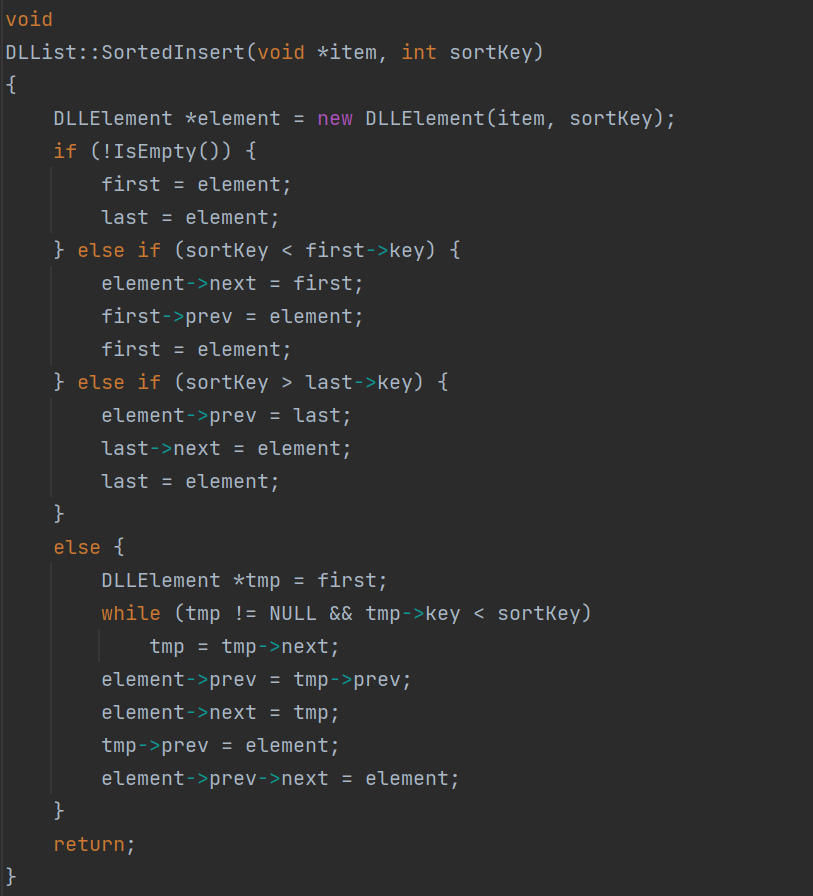 void
DLList::SortedInsert(void *item, int sortKey)
{
    DLLElement *element = new DLLElement(item, sortKey);
    if (!IsEmpty()) {
        first = element;
        last = element;
    } else if (sortKey < first->key) {
        element->next = first;
        first->prev = element;
        first = element;
    } else if (sortKey > last->key) {
        element->prev = last;
        last->next = element;
        last = element;
    }
    else {
        DLLElement *tmp = first;
        while (tmp != NULL && tmp->key < sortKey)
            tmp = tmp->next;
        element->prev = tmp->prev;
        element->next = tmp;
        tmp->prev = element;
        element->prev->next = element;
    }
    return;
}